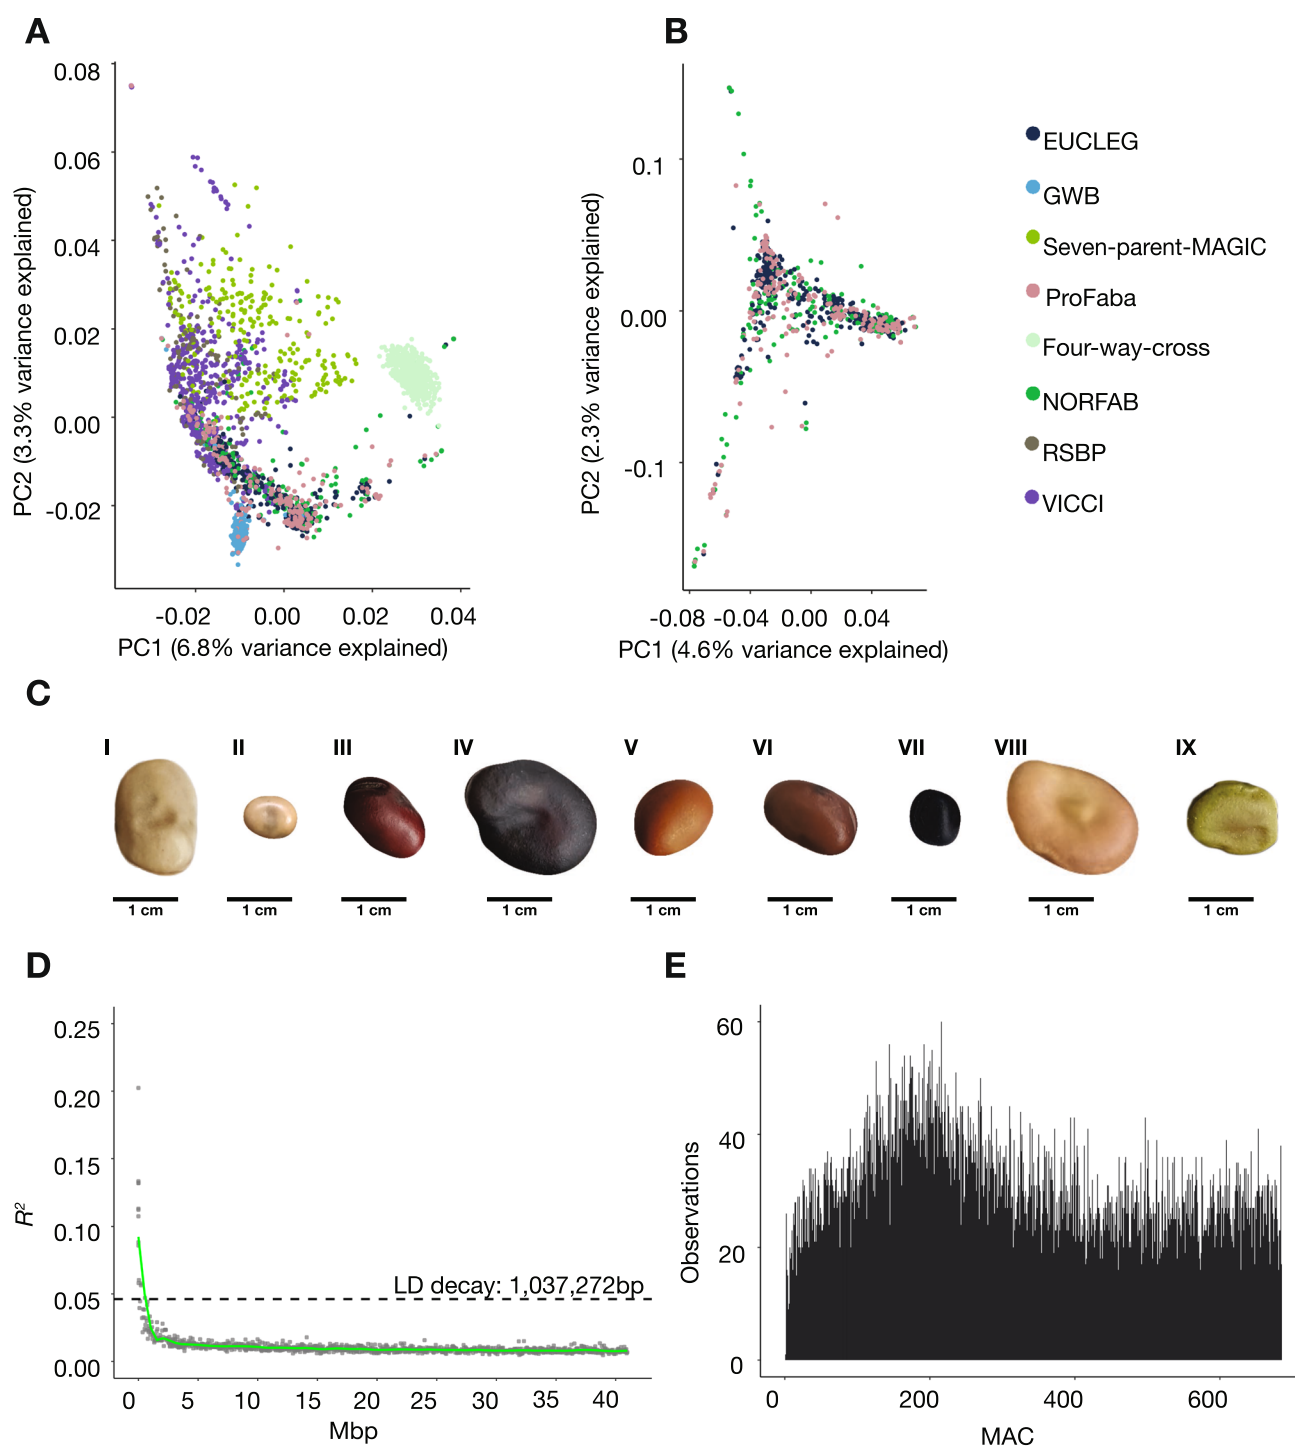 A
0.08
0.06
0.04
0.02
0.00
-0.02
PC2 (3.3% variance explained)
-0.02 0.00 0.02 0.04
PC1 (6.8% variance explained)
B
0.1
0.00
-0.1
PC2 (2.3% variance explained)
-0.08 -0.04 0.00 0.04
PC1 (4.6% variance explained)
EUCLEG
GWB
Seven-parent-MAGIC
ProFaba
Four-way-cross
NORFAB
RSBP
VICCI
C
I II III IV V VI VII VIII IX
1 cm 1 cm 1 cm 1 cm 1 cm 1 cm 1 cm 1 cm 1 cm
D
0.25
0.20
0.15
0.10
0.05
0.00
R²
LD decay: 1,037,272bp
0 5 10 15 20 25 30 35 40
Mbp
E
60
40
20
0
Observations
0 200 400 600
MAC